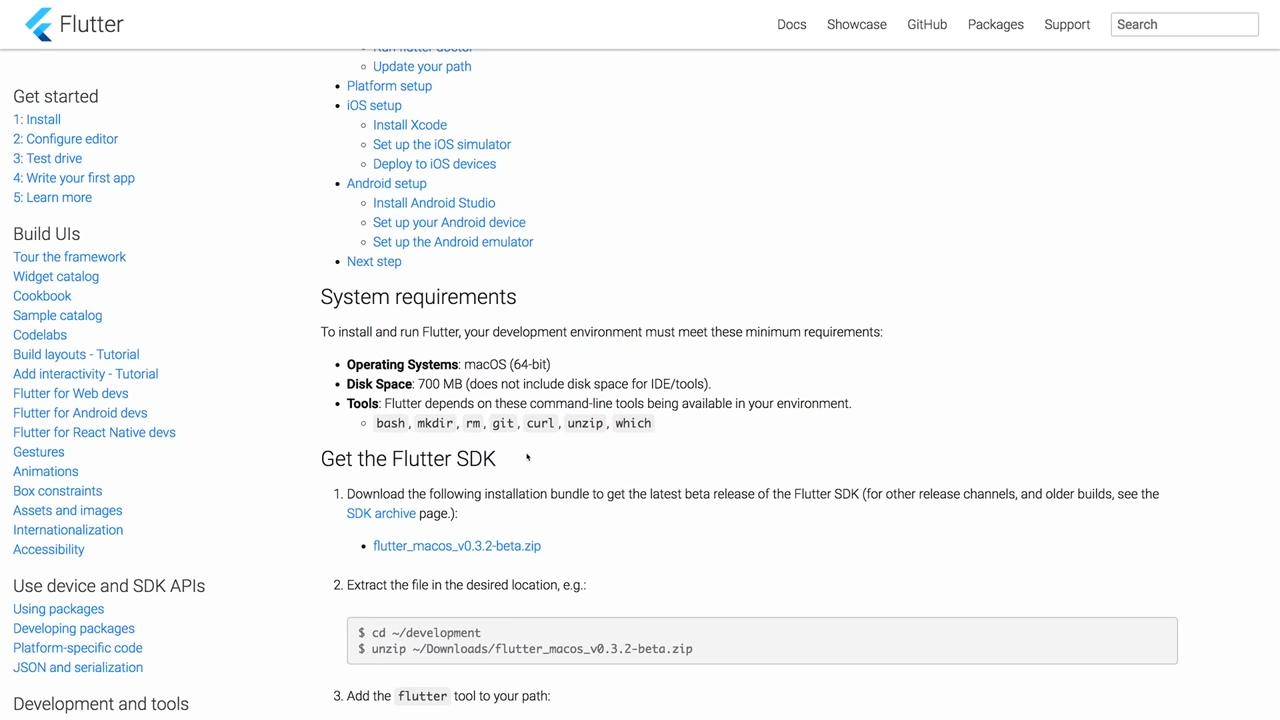 Flutter
Docs
Showcase
GitHub
Packages
Support
Search
Get started
1: Install
2: Configure editor
3: Test drive
4: Write your first app
5: Learn more
Build UIs
Tour the framework
Widget catalog
Cookbook
Sample catalog
Codelabs
Build layouts - Tutorial
Add interactivity - Tutorial
Flutter for Web devs
Flutter for Android devs
Flutter for React Native devs
Gestures
Animations
Box constraints
Assets and images
Internationalization
Accessibility
Use device and SDK APIs
Using packages
Developing packages
Platform-specific code
JSON and serialization
Development and tools
Run flutter doctor
Update your path
Platform setup
iOS setup
Install Xcode
Set up the iOS simulator
Deploy to iOS devices
Android setup
Install Android Studio
Set up your Android device
Set up the Android emulator
Next step
System requirements
To install and run Flutter, your development environment must meet these minimum requirements:
Operating Systems: macOS (64-bit)
Disk Space: 700 MB (does not include disk space for IDE/tools).
Tools: Flutter depends on these command-line tools being available in your environment.
bash, mkdir, rm, git, curl, unzip, which
Get the Flutter SDK
1. Download the following installation bundle to get the latest beta release of the Flutter SDK (for other release channels, and older builds, see the
SDK archive page.):
flutter_macos_v0.3.2-beta.zip
2. Extract the file in the desired location, e.g.:
$ cd ~/development
$ unzip ~/Downloads/flutter_macos_v0.3.2-beta.zip
3. Add the flutter tool to your path: